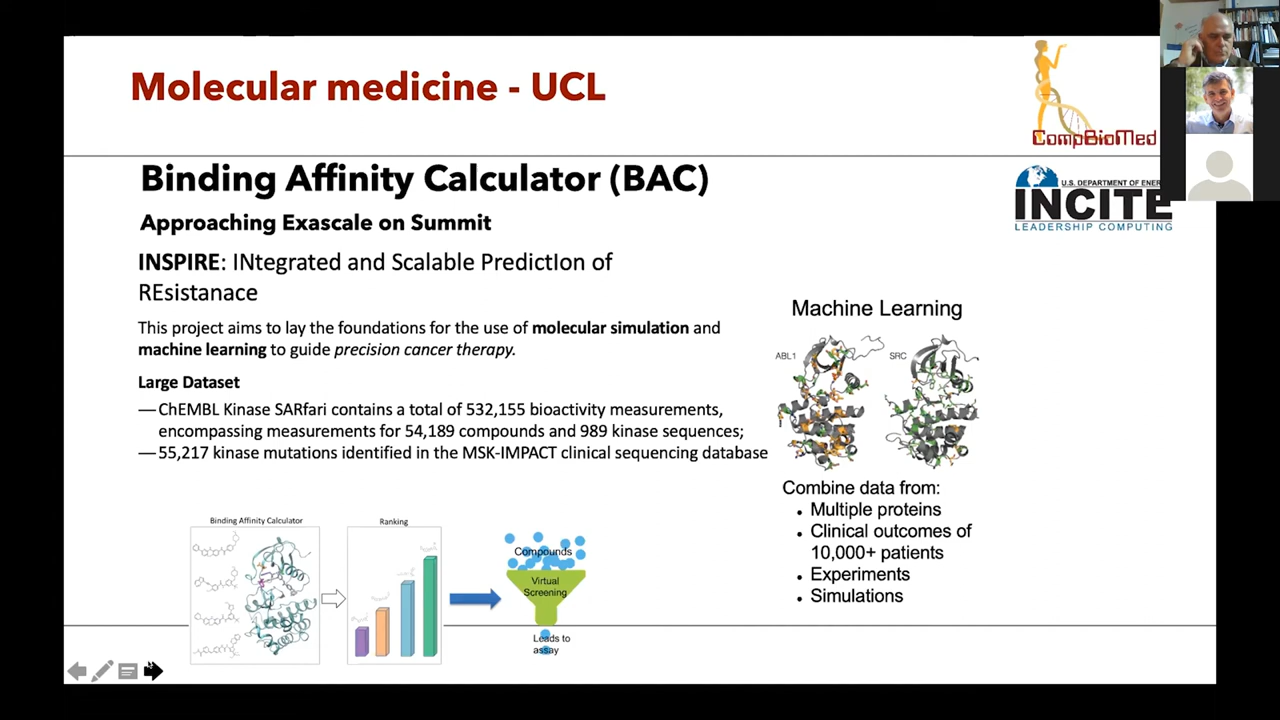 Molecular medicine - UCL
CompBioMed
Binding Affinity Calculator (BAC)
U.S. DEPARTMENT OF ENERG
INCITE
LEADERSHIP COMPUTING
Approaching Exascale on Summit
INSPIRE: INtegrated and Scalable PredictIon of
REsistanace
This project aims to lay the foundations for the use of molecular simulation and
machine learning to guide precision cancer therapy.
Large Dataset
—ChEMBL Kinase SARfari contains a total of 532,155 bioactivity measurements,
encompassing measurements for 54,189 compounds and 989 kinase sequences;
—55,217 kinase mutations identified in the MSK-IMPACT clinical sequencing database
Machine Learning
ABL1
SRC
Combine data from:
• Multiple proteins
• Clinical outcomes of
10,000+ patients
• Experiments
• Simulations
Binding Affinity Calculator
Ranking
Compounds
Virtual
Screening
Leads to
assay